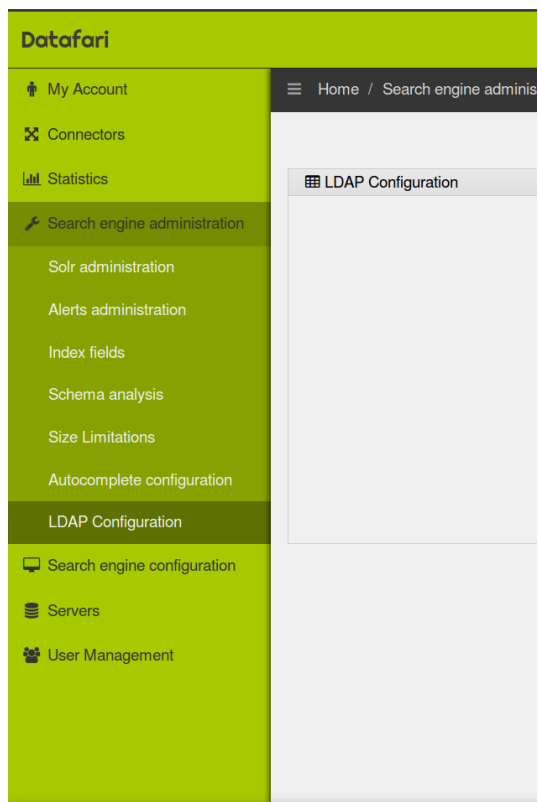 Datafari
My Account
Home / Search engine adminis
Connectors
Statistics
LDAP Configuration
Search engine administration
Solr administration
Alerts administration
Index fields
Schema analysis
Size Limitations
Autocomplete configuration
LDAP Configuration
Search engine configuration
Servers
User Management